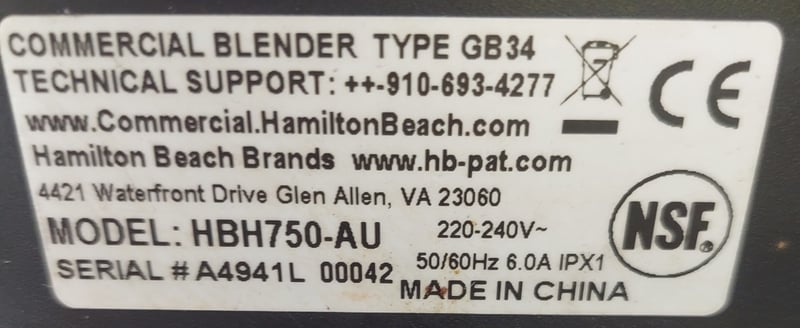 COMMERCIAL BLENDER TYPE GB34
TECHNICAL SUPPORT: ++-910-693-4277
www.Commercial.HamiltonBeach.com
Hamilton Beach Brands www.hb-pat.com
4421 Waterfront Drive Glen Allen, VA 23060
MODEL: HBH750-AU 220-240V~
SERIAL # A4941L 00042 50/60Hz 6.0A IPX1
MADE IN CHINA
CE
NSF®